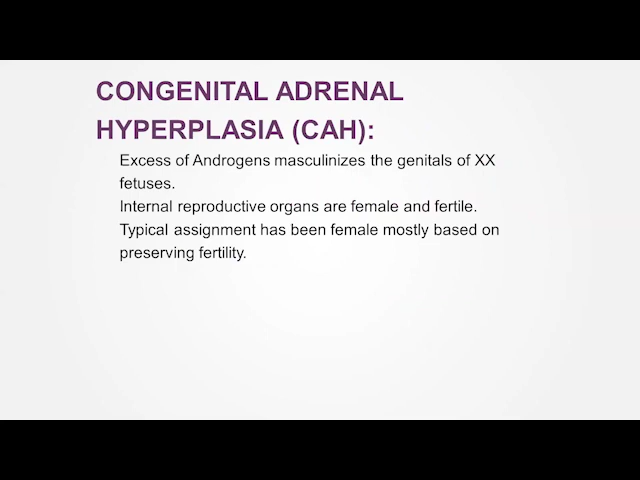 CONGENITAL ADRENAL
HYPERPLASIA (CAH):
Excess of Androgens masculinizes the genitals of XX
fetuses.
Internal reproductive organs are female and fertile.
Typical assignment has been female mostly based on
preserving fertility.